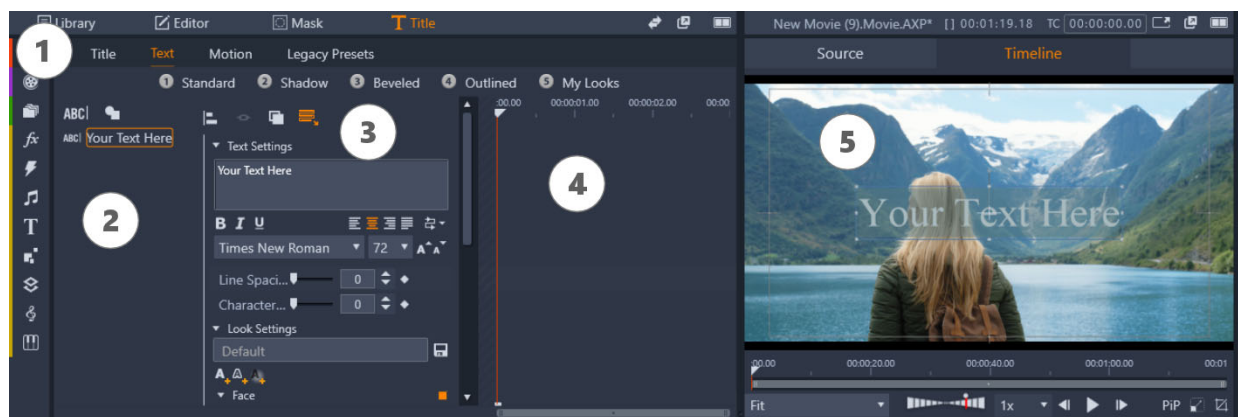 Library Editor Mask T Title New Movie (9).Movie.AXP* [] 00:01:19.18 TC 00:00:00.00
1 Title Text Motion Legacy Presets Source Timeline
1 Standard 2 Shadow 3 Beveled 4 Outlined 5 My Looks
:00.00 00:00:01.00 00:00:02.00 00:00
ABC
ABC Your Text Here
fx
T
2
3
Text Settings
Your Text Here
B I U
Times New Roman 72 A A
Line Spaci... 0
Character... 0
Look Settings
Default
A A A
Face
4
5
Your Text Here
:00.00 00:00:20.00 00:00:40.00 00:01:00.00 00:01
Fit 1x PiP